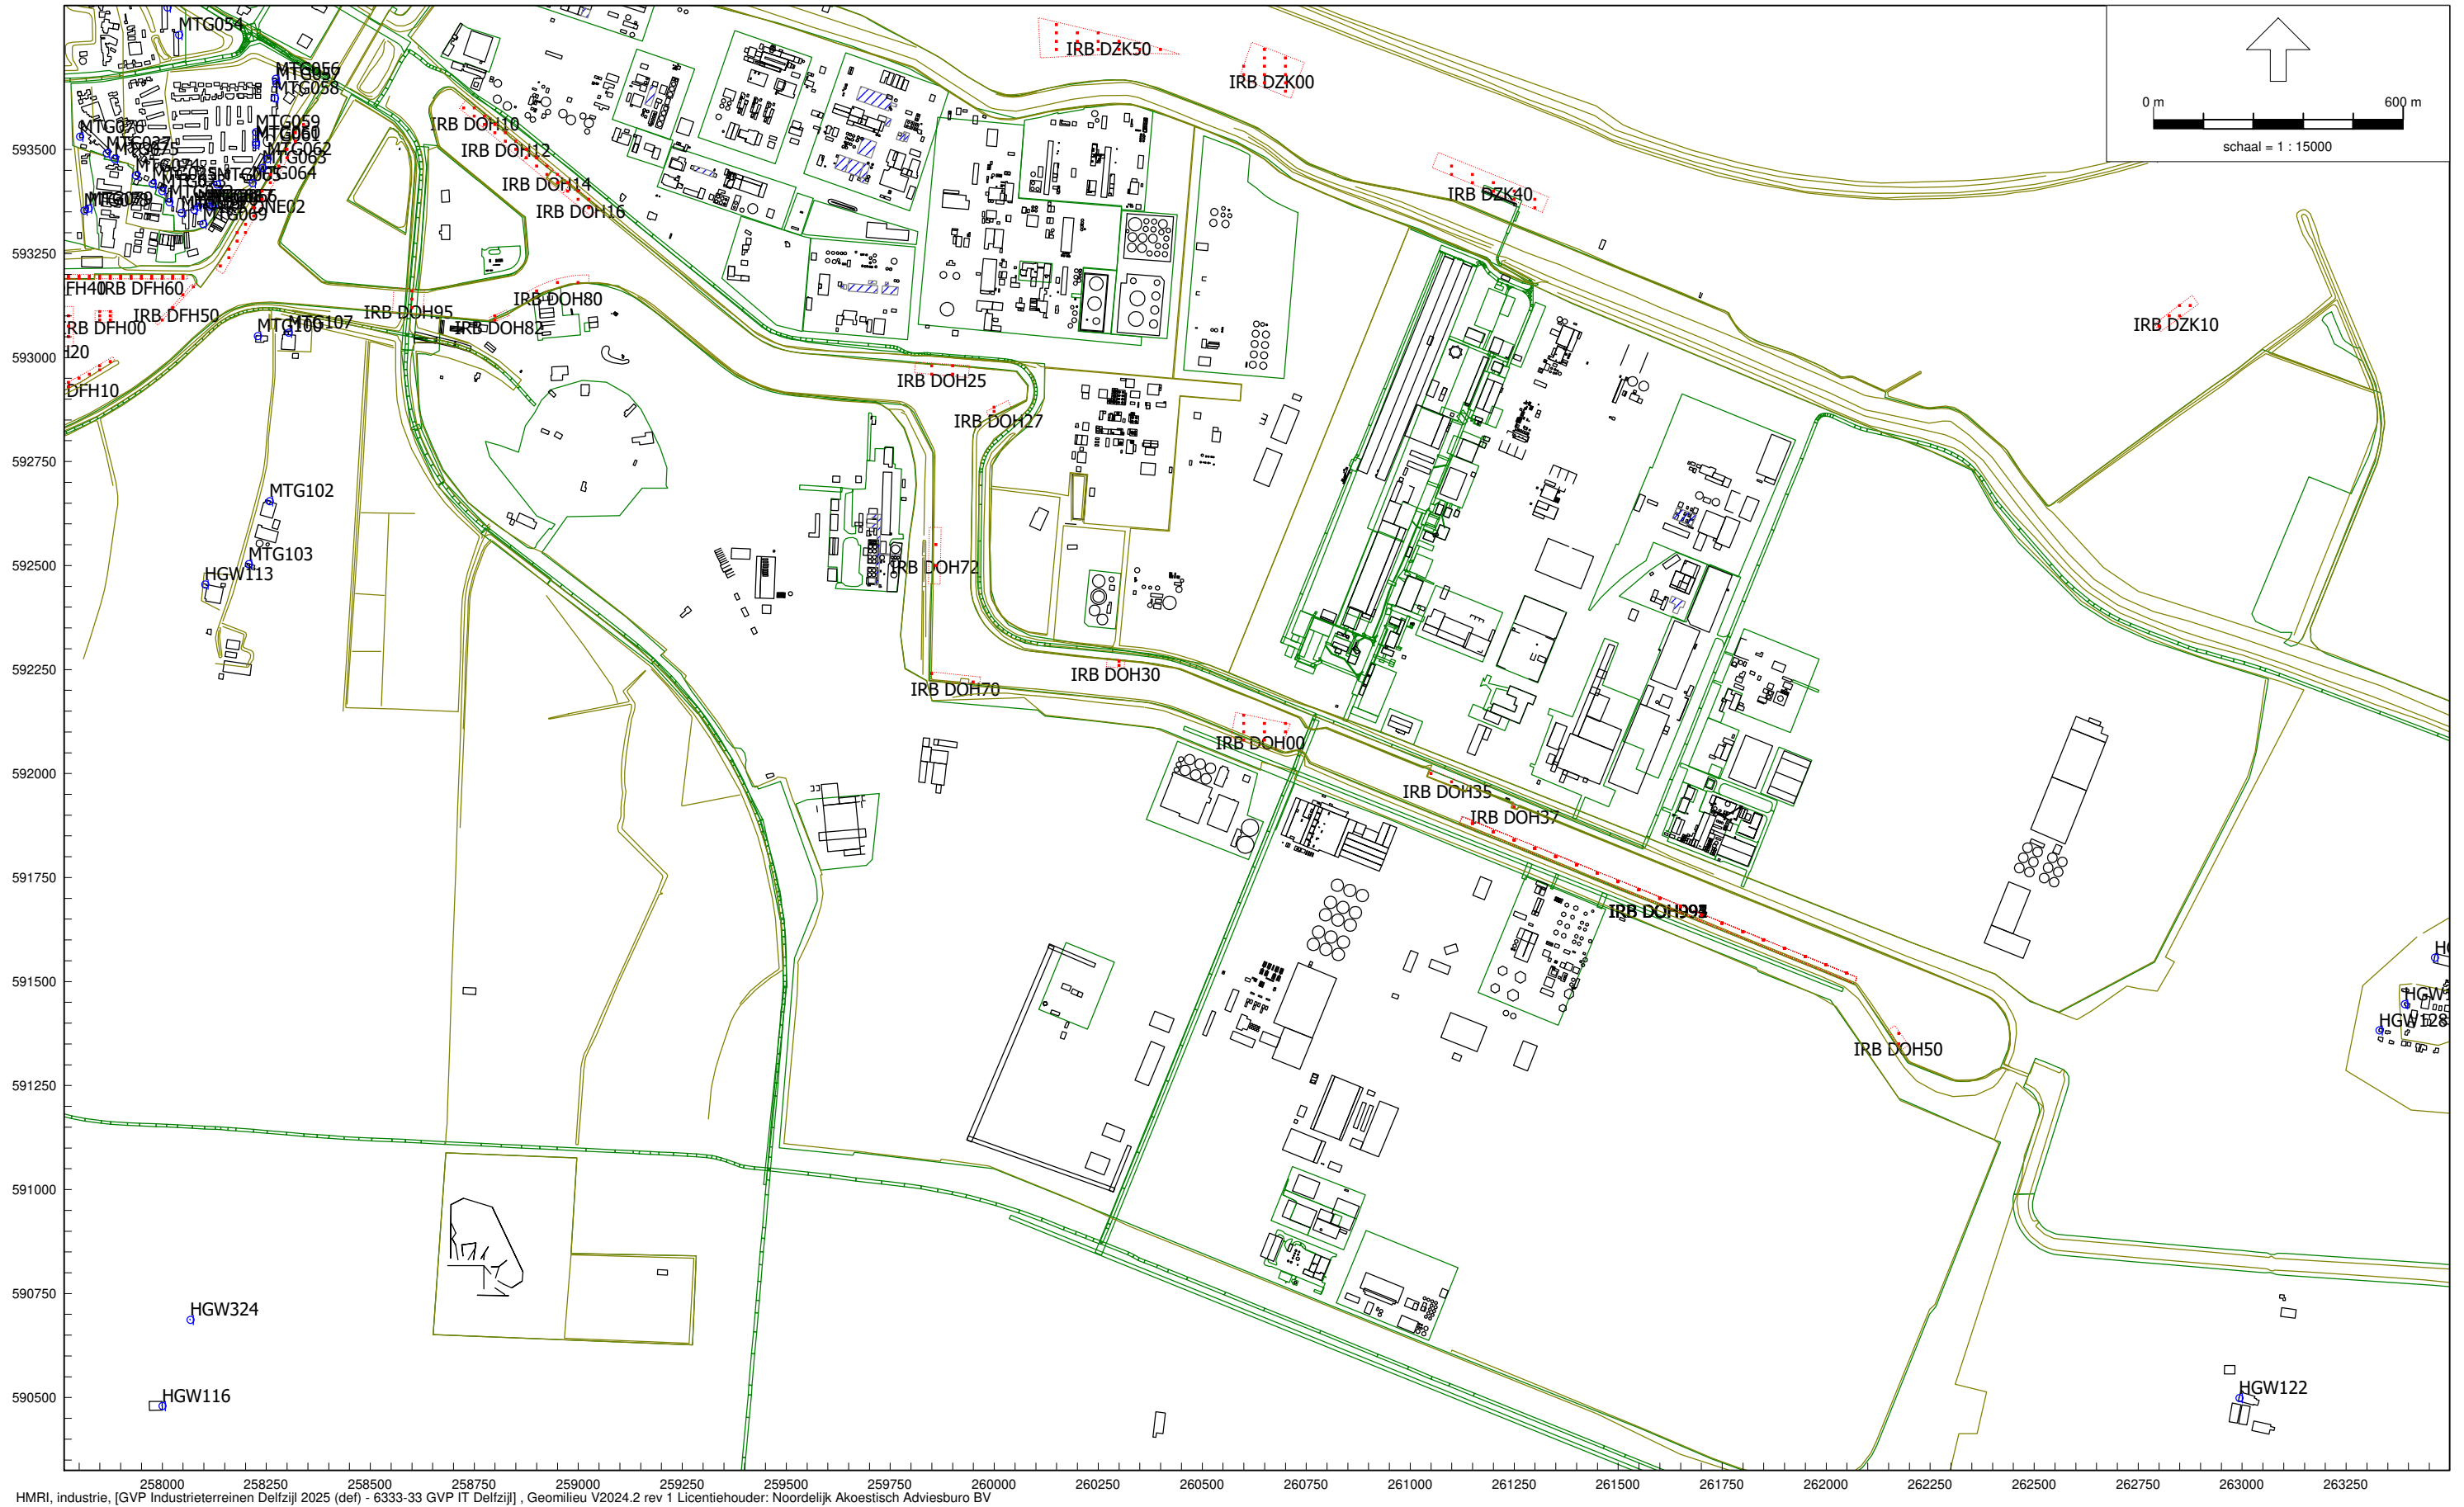 MTG054
IRB DZK50
IRB DZK00
0 m 600 m
schaal = 1 : 15000
MTG056
MTG057
MTG058
IRB DOH10
MTG059
MTG062
MTG063
MTG064
593500
IRB DOH12
IRB DOH14
IRB DOH16
IRB DZK40
MTG069
593250
IRB DFH60
IRB DOH80
IRB DFH50
IRB DOH95
IRB DOH82
RB DFH00
MTG107
IRB DZK10
593000
H20
IRB DOH25
DFH10
IRB DOH27
592750
MTG102
MTG103
592500
HGW113
IRB DOH72
592250
IRB DOH70
IRB DOH30
IRB DOH00
592000
IRB DOH35
IRB DOH37
591750
591500
HGW128
IRB DOH50
591250
591000
590750
HGW324
590500
HGW116
HGW122
258000 258250 258500 258750 259000 259250 259500 259750 260000 260250 260500 260750 261000 261250 261500 261750 262000 262250 262500 262750 263000 263250
HMRI, industrie, [GVP Industrieterreinen Delfzijl 2025 (def) - 6333-33 GVP IT Delfzijl] , Geomilieu V2024.2 rev 1 Licentiehouder: Noordelijk Akoestisch Adviesburo BV